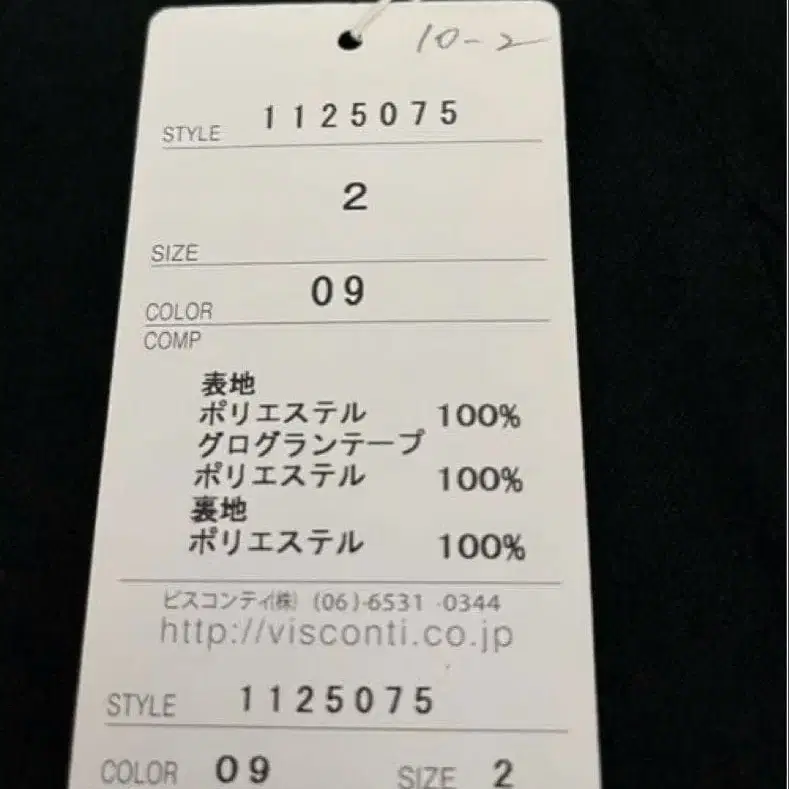 10-2
STYLE 1125075
2
SIZE
COLOR 09
COMP
表地
ポリエステル 100%
グログランテープ
ポリエステル 100%
裏地
ポリエステル 100%
ビスコンティ(株) (06)-6531-0344
http://visconti.co.jp
STYLE 1125075
COLOR 09 SIZE 2